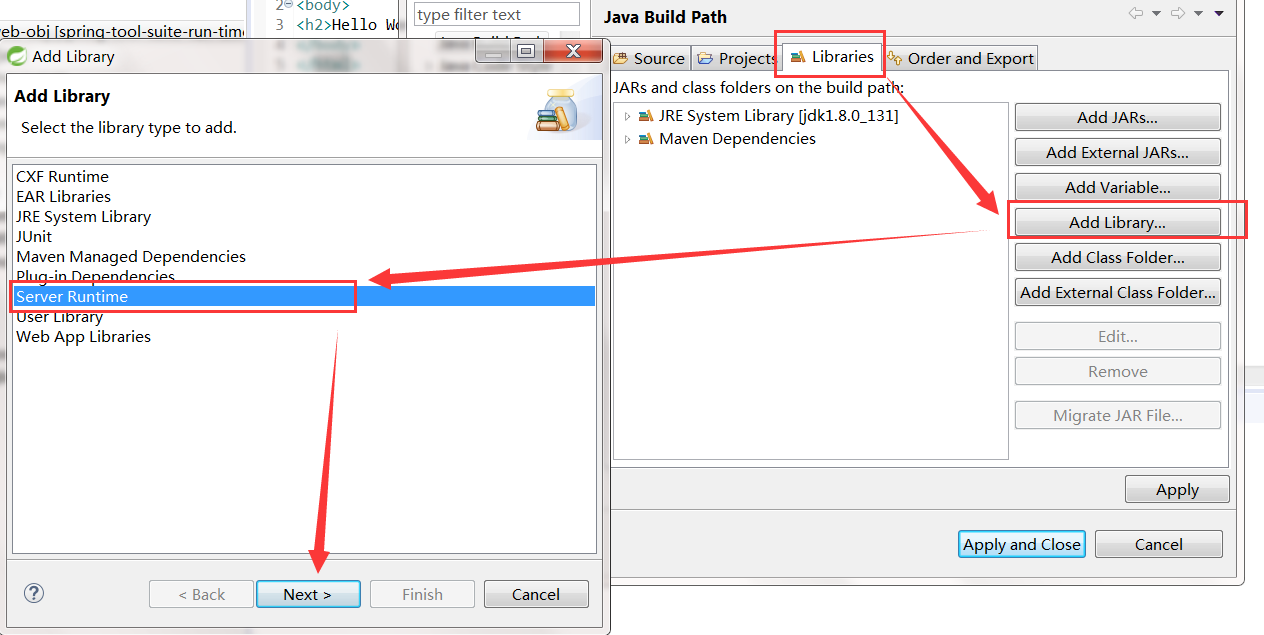 2 <body>
3 <h2>Hello Wo
eb-obj [spring-tool-suite-run-time
type filter text
Java Build Path
Add Library
Add Library
Select the library type to add.
CXF Runtime
EAR Libraries
JRE System Library
JUnit
Maven Managed Dependencies
Plug-in Dependencies
Server Runtime
User Library
Web App Libraries
< Back
Next >
Finish
Cancel
Source
Projects
Libraries
Order and Export
JARs and class folders on the build path:
JRE System Library [jdk1.8.0_131]
Maven Dependencies
Add JARs...
Add External JARs...
Add Variable...
Add Library...
Add Class Folder...
Add External Class Folder...
Edit...
Remove
Migrate JAR File...
Apply
Apply and Close
Cancel